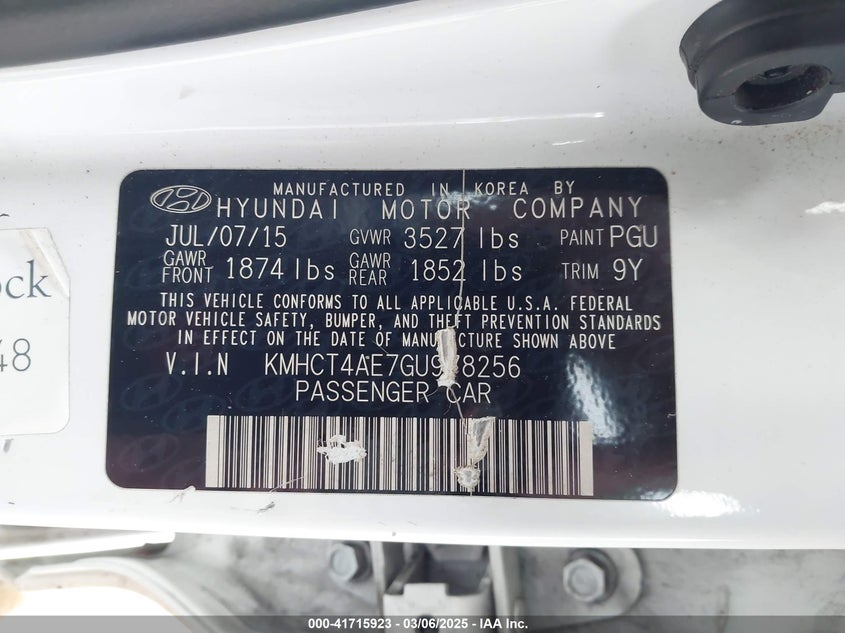 MANUFACTURED IN KOREA BY
HYUNDAI MOTOR COMPANY
JUL/07/15 GVWR 3527 lbs PAINT PGU
GAWR FRONT 1874 lbs GAWR REAR 1852 lbs TRIM 9Y
THIS VEHICLE CONFORMS TO ALL APPLICABLE U.S.A. FEDERAL
MOTOR VEHICLE SAFETY, BUMPER, AND THEFT PREVENTION STANDARDS
IN EFFECT ON THE DATE OF MANUFACTURE SHOWN ABOVE
V.I.N
PASSENGER CAR
ock
48
000-41715923 - 03/06/2025 - IAA Inc.